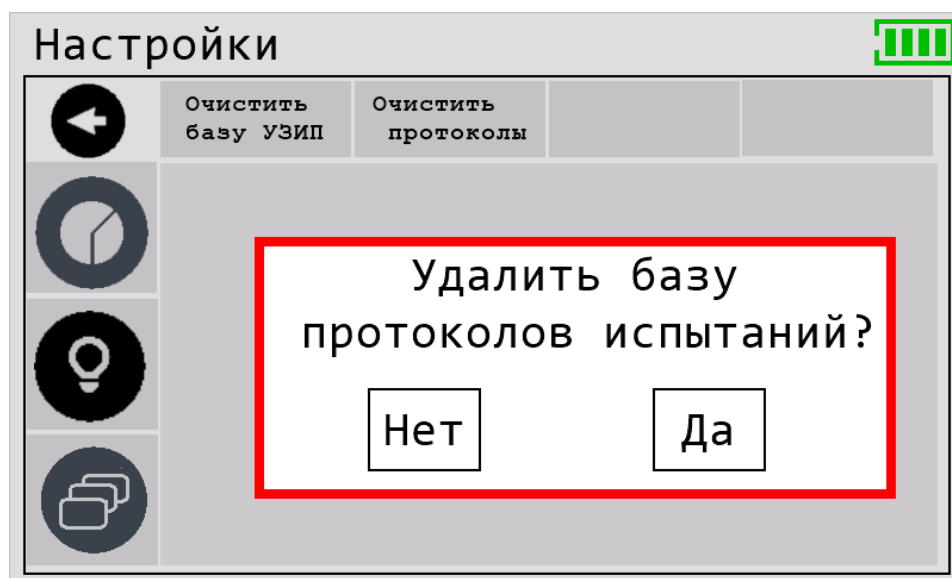 Настройки
Очистить
базу УЗИП
Очистить
протоколы
Удалить базу
протоколов испытаний?
Нет
Да